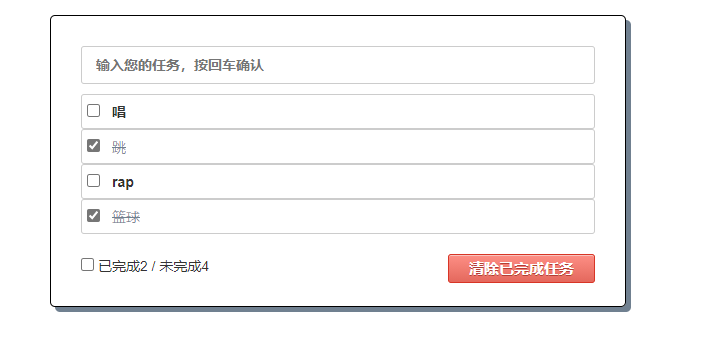 输入您的任务，按回车确认
唱
跳
rap
篮球
已完成2 / 未完成4
清除已完成任务